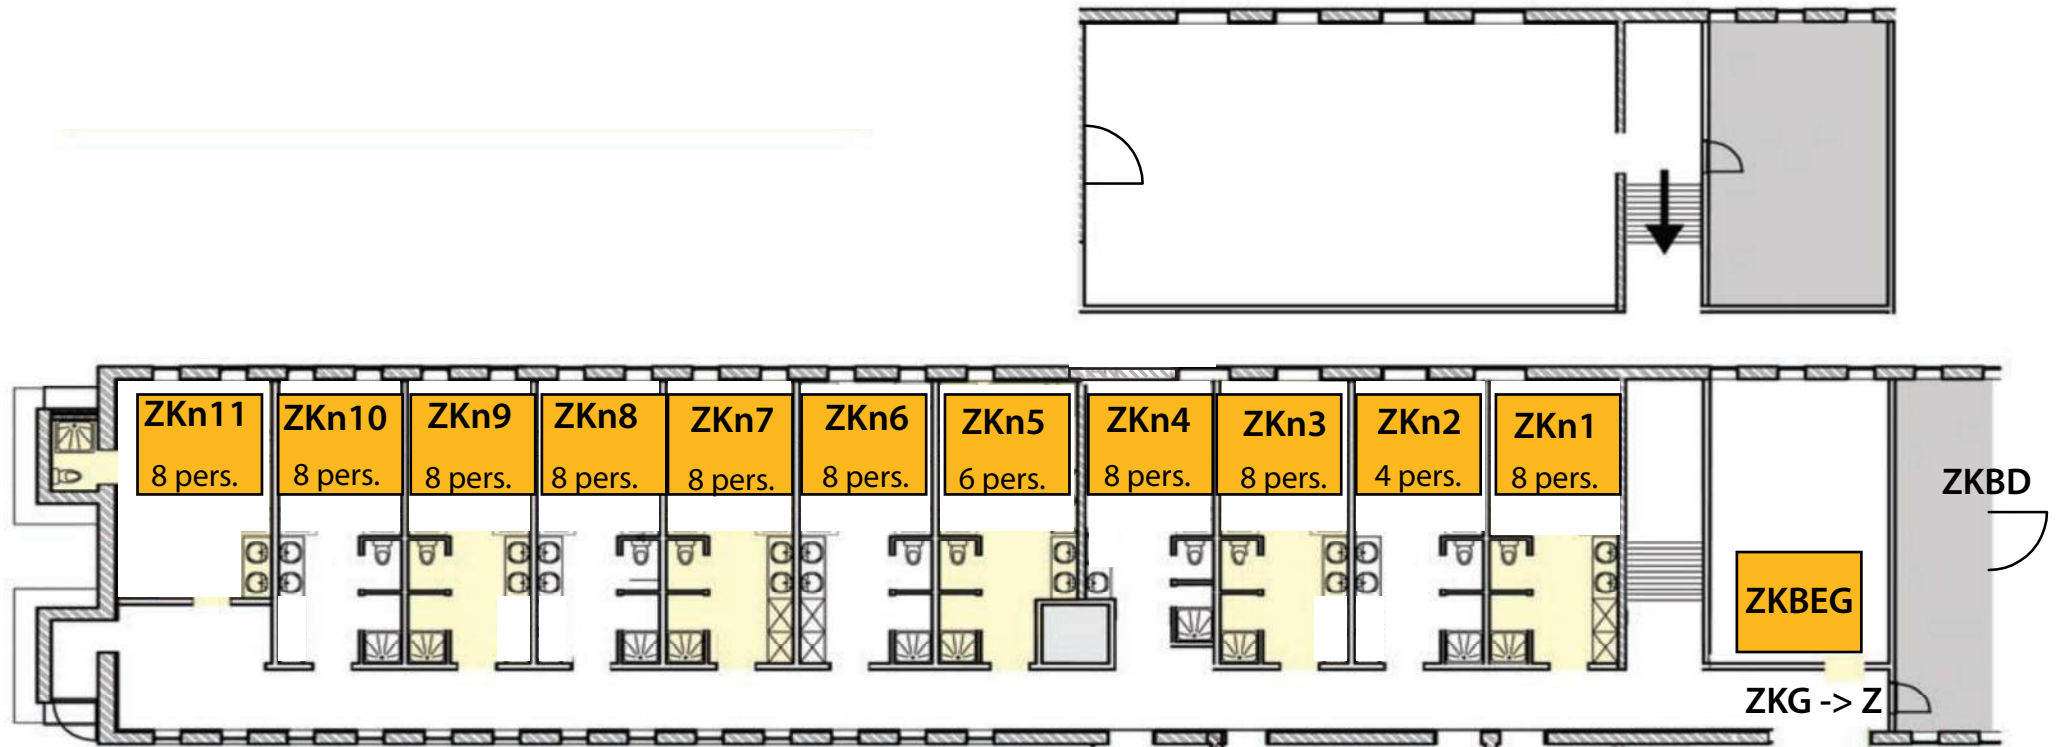 ZKn11
8 pers.
ZKn10
8 pers.
ZKn9
8 pers.
ZKn8
8 pers.
ZKn7
8 pers.
ZKn6
8 pers.
ZKn5
6 pers.
ZKn4
8 pers.
ZKn3
8 pers.
ZKn2
4 pers.
ZKn1
8 pers.
ZKBD
ZKBEG
ZKG -> Z